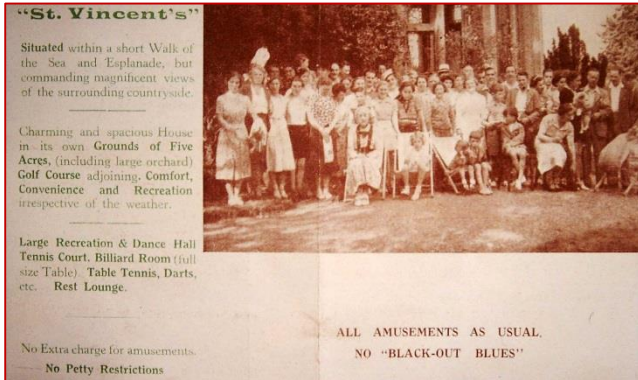 "St. Vincent's"
Situated within a short Walk of
the Sea and Esplanade, but
commanding magnificent views
of the surrounding countryside.
Charming and spacious House
in its own Grounds of Five
Acres, (including large orchard)
Golf Course adjoining. Comfort,
Convenience and Recreation
irrespective of the weather.
Large Recreation & Dance Hall
Tennis Court. Billiard Room (full
size Table). Table Tennis, Darts,
etc. Rest Lounge.
No Extra charge for amusements.
No Petty Restrictions
ALL AMUSEMENTS AS USUAL,
NO "BLACK-OUT BLUES"